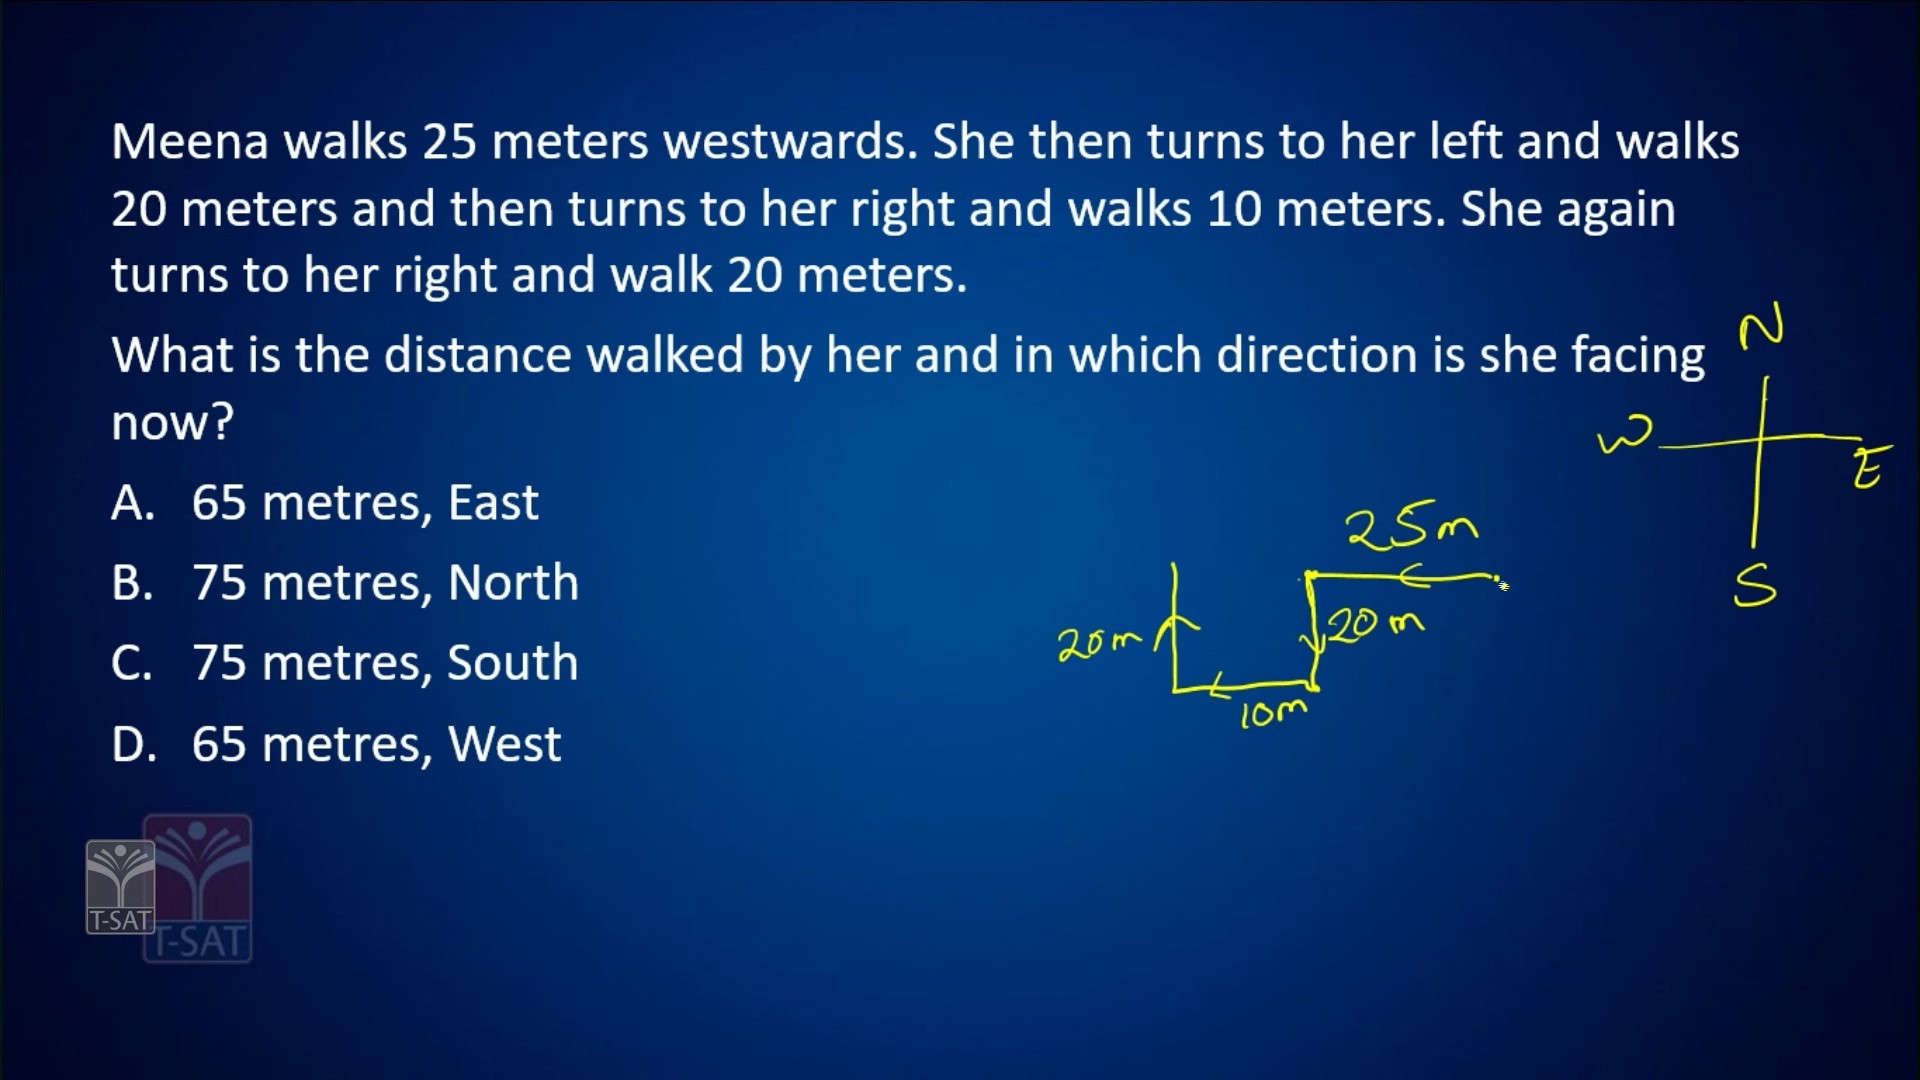 Meena walks 25 meters westwards. She then turns to her left and walks
20 meters and then turns to her right and walks 10 meters. She again
turns to her right and walk 20 meters.
What is the distance walked by her and in which direction is she facing
now?
A. 65 metres, East
B. 75 metres, North
C. 75 metres, South
D. 65 metres, West
N
W
E
S
25m
20m
20m
10m
T-SAT
T-SAT